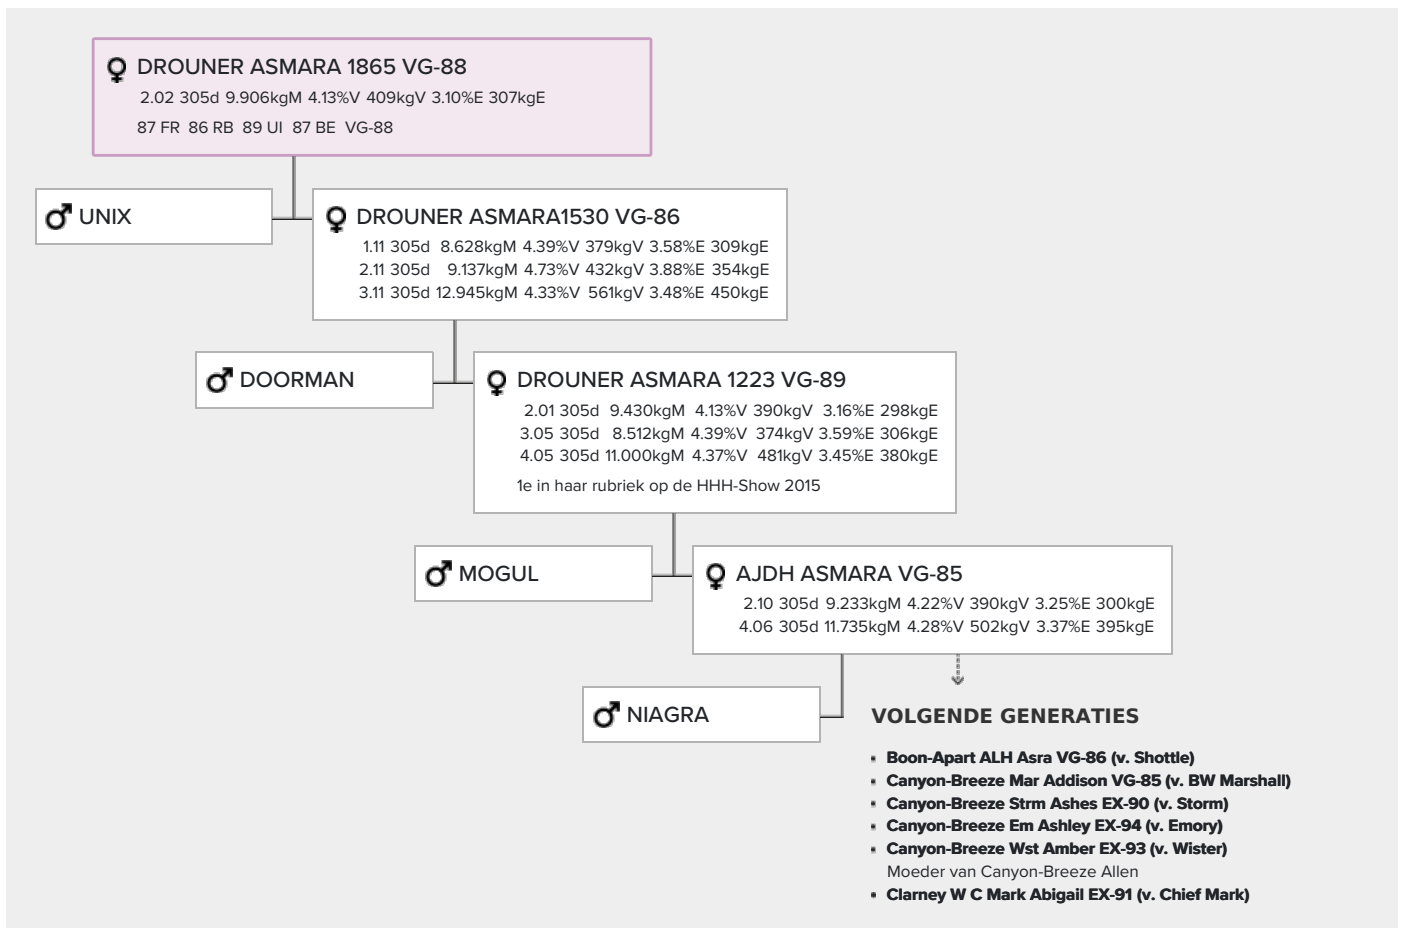 DROUNER ASMARA 1865 VG-88
2.02 305d 9.906kgM 4.13%V 409kgV 3.10%E 307kgE
87 FR 86 RB 89 UI 87 BE VG-88
UNIX
DROUNER ASMARA1530 VG-86
1.11 305d 8.628kgM 4.39%V 379kgV 3.58%E 309kgE
2.11 305d 9.137kgM 4.73%V 432kgV 3.88%E 354kgE
3.11 305d 12.945kgM 4.33%V 561kgV 3.48%E 450kgE
DOORMAN
DROUNER ASMARA 1223 VG-89
2.01 305d 9.430kgM 4.13%V 390kgV 3.16%E 298kgE
3.05 305d 8.512kgM 4.39%V 374kgV 3.59%E 306kgE
4.05 305d 11.000kgM 4.37%V 481kgV 3.45%E 380kgE
1e in haar rubriek op de HHH-Show 2015
MOGUL
AJDH ASMARA VG-85
2.10 305d 9.233kgM 4.22%V 390kgV 3.25%E 300kgE
4.06 305d 11.735kgM 4.28%V 502kgV 3.37%E 395kgE
NIAGRA
VOLGENDE GENERATIES
Boon-Apart ALH Asra VG-86 (v. Shottle)
Canyon-Breeze Mar Addison VG-85 (v. BW Marshall)
Canyon-Breeze Strm Ashes EX-90 (v. Storm)
Canyon-Breeze Em Ashley EX-94 (v. Emory)
Canyon-Breeze Wst Amber EX-93 (v. Wister)
Moeder van Canyon-Breeze Allen
Clarney W C Mark Abigail EX-91 (v. Chief Mark)